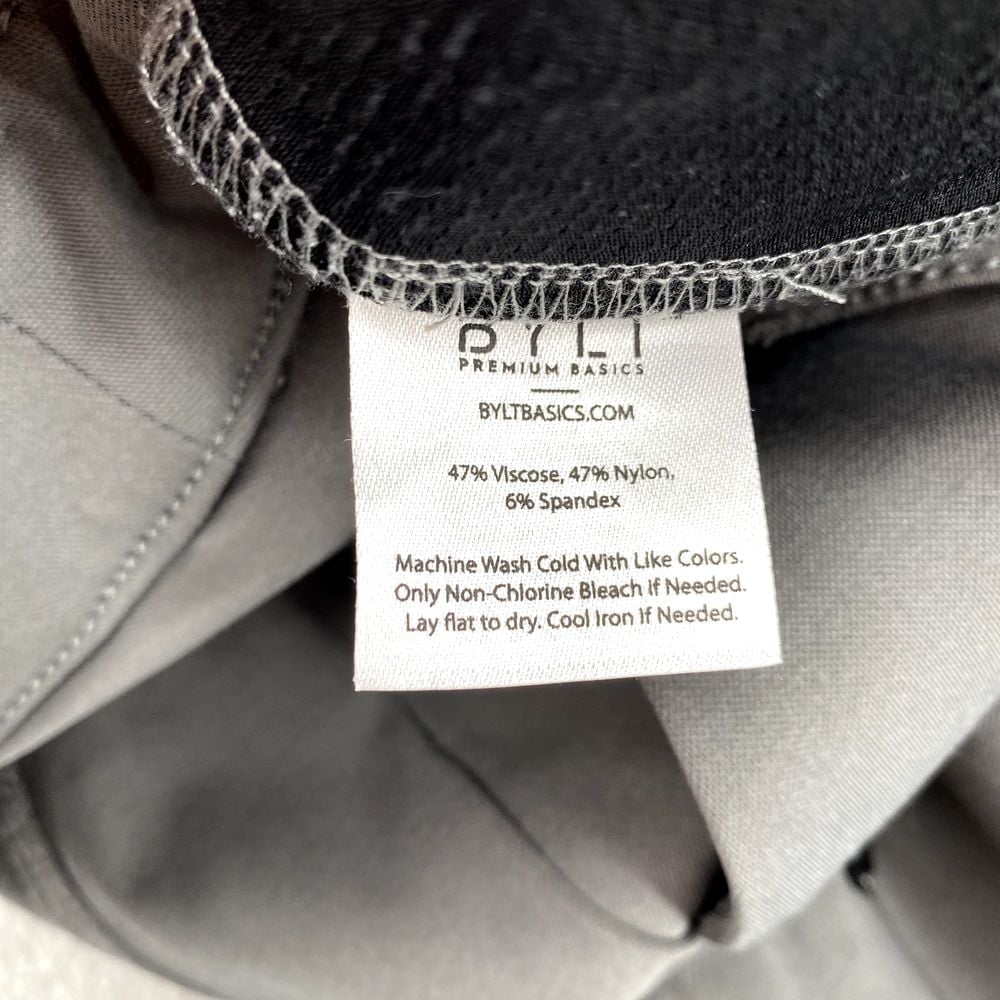 BYLT
PREMIUM BASICS
BYLTBASICS.COM
47% Viscose, 47% Nylon,
6% Spandex
Machine Wash Cold With Like Colors.
Only Non-Chlorine Bleach If Needed.
Lay flat to dry. Cool Iron If Needed.